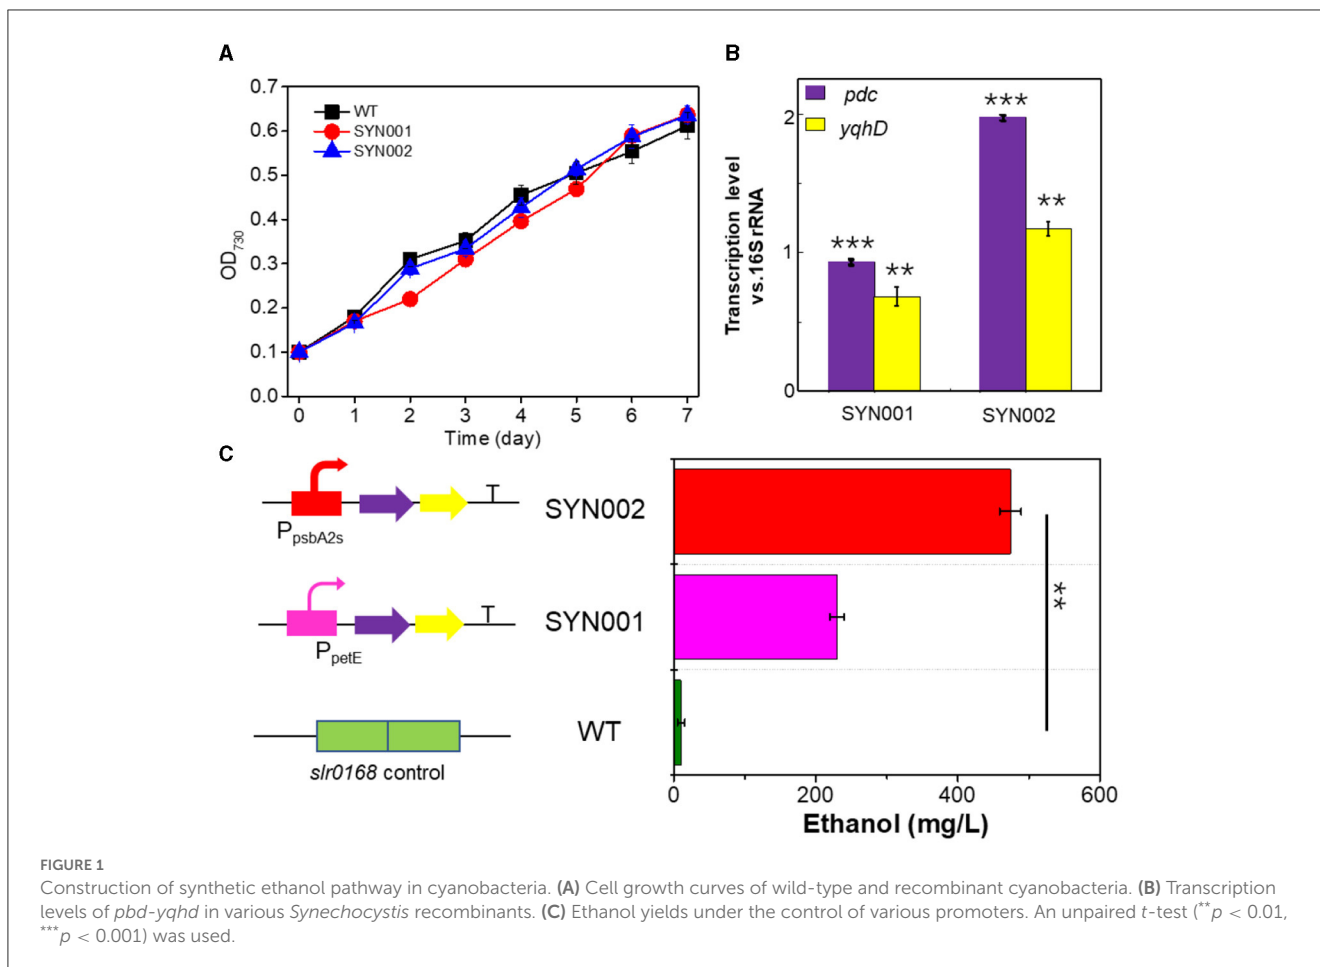 A
0.7
0.6
0.5
0.4
0.3
0.2
0.1
0.0
OD730
WT
SYN001
SYN002
0 1 2 3 4 5 6 7
Time (day)
B
pdc
yqhD
2
1
0
Transcription level
vs.16S rRNA
***
**
***
**
SYN001 SYN002
C
PpsbA2s
T
SYN002
PpetE
T
SYN001
slr0168 control
WT
**
0 200 400 600
Ethanol (mg/L)
FIGURE 1
Construction of synthetic ethanol pathway in cyanobacteria. (A) Cell growth curves of wild-type and recombinant cyanobacteria. (B) Transcription
levels of pbd-yqhd in various Synechocystis recombinants. (C) Ethanol yields under the control of various promoters. An unpaired t-test (**p < 0.01,
***p < 0.001) was used.